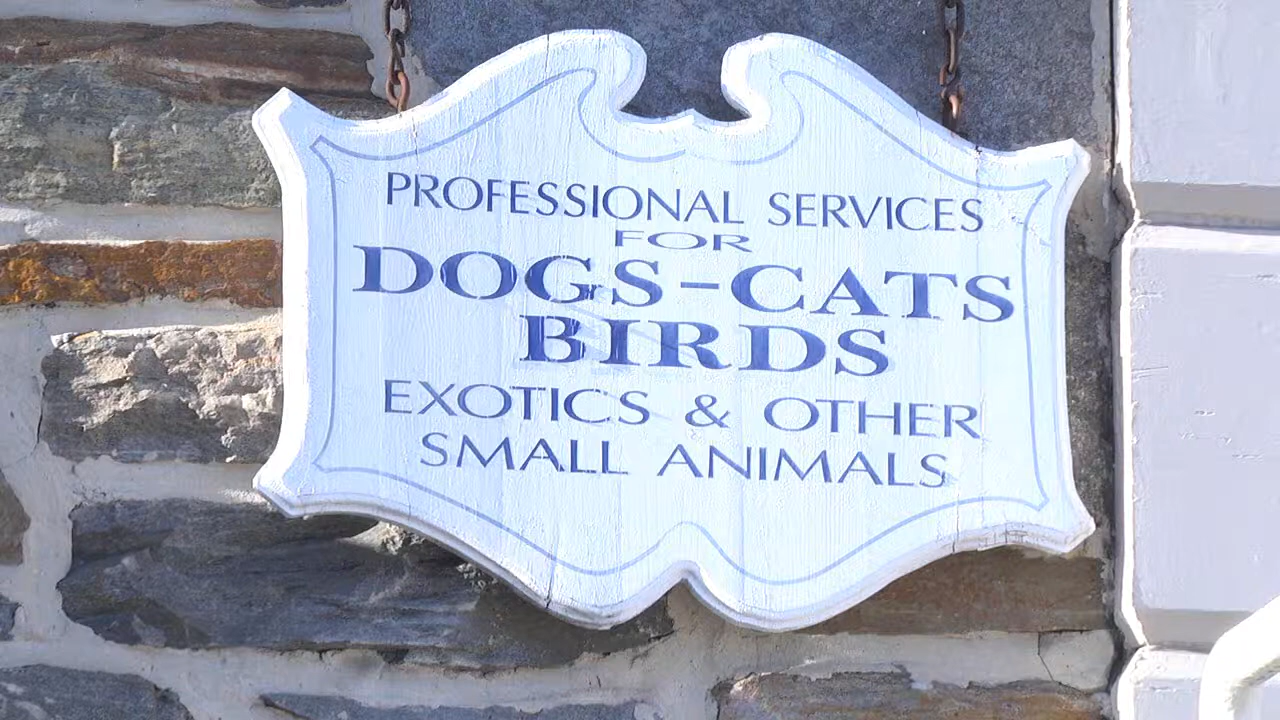 PROFESSIONAL SERVICES
FOR
DOGS-CATS
BIRDS
EXOTICS & OTHER
SMALL ANIMALS